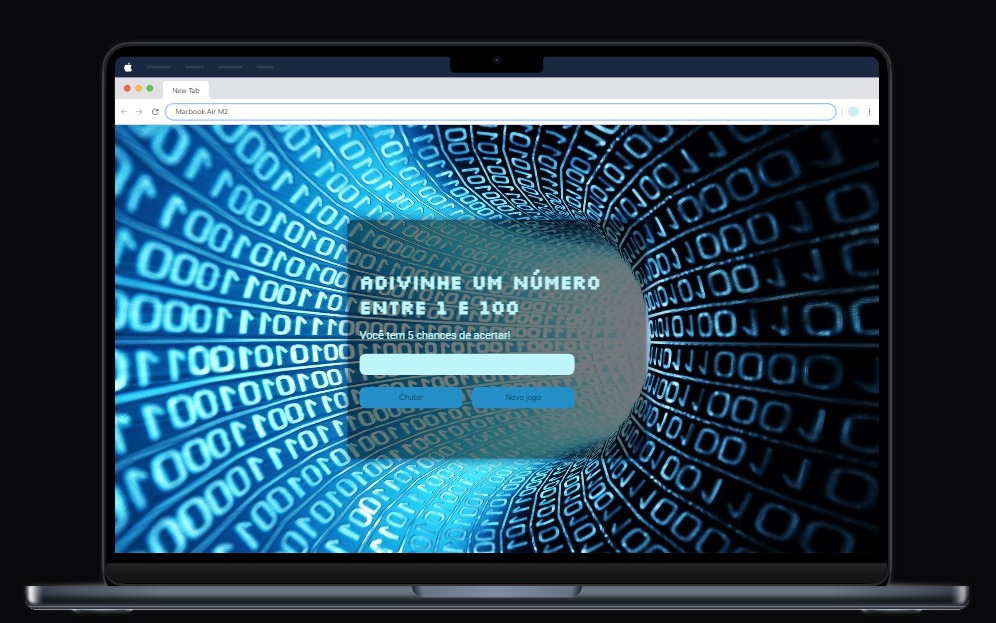 New Tab
Macbook Air M2
ADIVINHE UM NÚMERO
ENTRE 1 E 100
Você tem 5 chances de acertar!
Chutar
Novo jogo